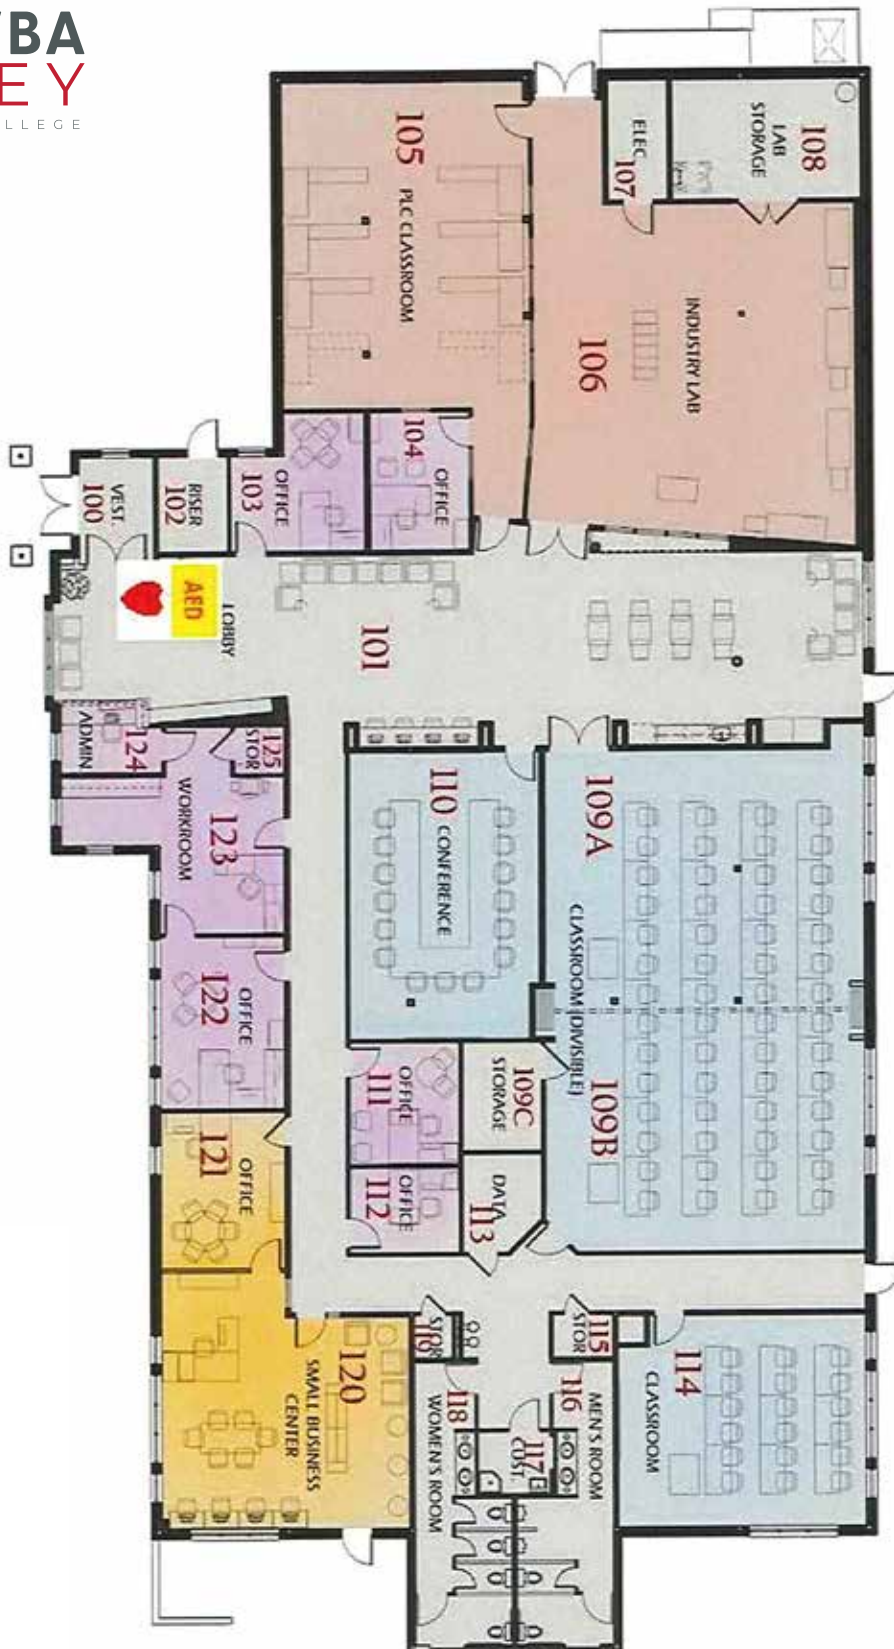 VBA
EY
LLEGE
105
PLC CLASSROOM
ELEC.
107
LAB
STORAGE
108
106
INDUSTRY LAB
104
OFFICE
103
OFFICE
RISER
102
VEST.
100
AED
LOBBY
101
ADMIN
124
125
STOR
123
WORKROOM
110
CONFERENCE
109A
CLASSROOM (DIVISIBLE)
109B
109C
STORAGE
122
OFFICE
111
OFFICE
112
OFFICE
DATA
113
121
OFFICE
120
SMALL BUSINESS
CENTER
STOR
115
STOR
114
CLASSROOM
116
MEN'S ROOM
117
CUST.
118
WOMEN'S ROOM